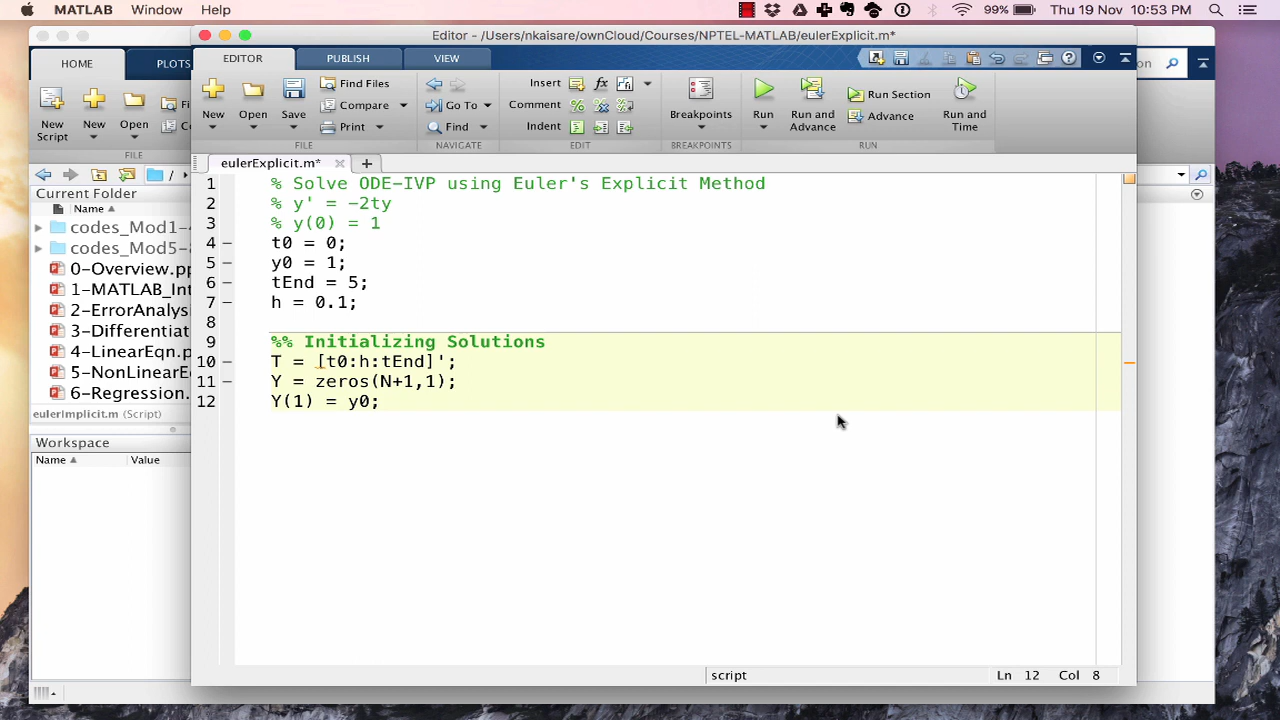 MATLAB Window Help 99% Thu 19 Nov 10:53 PM
Editor - /Users/nkaisare/ownCloud/Courses/NPTEL-MATLAB/eulerExplicit.m*
HOME PLOTS
EDITOR PUBLISH VIEW
New Script New Open
FILE
New Open Save
Find Files
Compare
Print
FILE
Go To
Find
NAVIGATE
Insert fx
Comment
Indent
EDIT
Breakpoints
BREAKPOINTS
Run
Run and Advance
Run Section
Advance
Run and Time
RUN
eulerExplicit.m*
Current Folder
Name
codes_Mod1-4
codes_Mod5-8
0-Overview.pp
1-MATLAB_Int
2-ErrorAnalys
3-Differentiat
4-LinearEqn.p
5-NonLinearE
6-Regression.
eulerImplicit.m (Script)
Workspace
Name Value
1 % Solve ODE-IVP using Euler's Explicit Method
2 % y' = -2ty
3 % y(0) = 1
4 t0 = 0;
5 y0 = 1;
6 tEnd = 5;
7 h = 0.1;
8
9 %% Initializing Solutions
10 T = [t0:h:tEnd]';
11 Y = zeros(N+1,1);
12 Y(1) = y0;
script Ln 12 Col 8